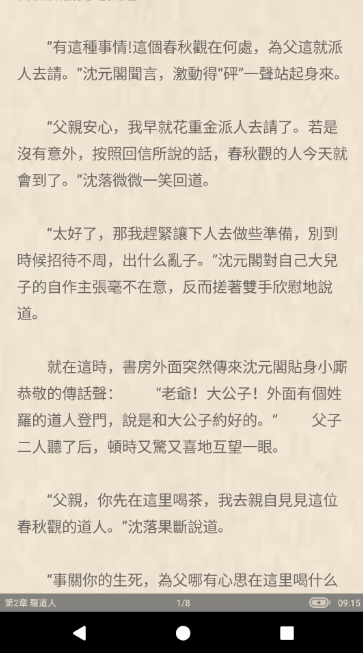 “有這種事情!這個春秋觀在何處，為父這就派
人去請。”沈元閣聞言，激動得“砰”一聲站起身來。
“父親安心，我早就花重金派人去請了。若是
沒有意外，按照回信所說的話，春秋觀的人今天就
會到了。”沈落微微一笑回道。
“太好了，那我趕緊讓下人去做些準備，別到
時候招待不周，出什么亂子。”沈元閣對自己大兒
子的自作主張毫不在意，反而搓著雙手欣慰地說
道。
就在這時，書房外面突然傳來沈元閣貼身小廝
恭敬的傳話聲： “老爺！大公子！外面有個姓
羅的道人登門，說是和大公子約好的。” 父子
二人聽了后，頓時又驚又喜地互望一眼。
“父親，你先在這里喝茶，我去親自見見這位
春秋觀的道人。”沈落果斷說道。
“事關你的生死，為父哪有心思在這里喝什么
第2章 羅道人 1/8 09:15